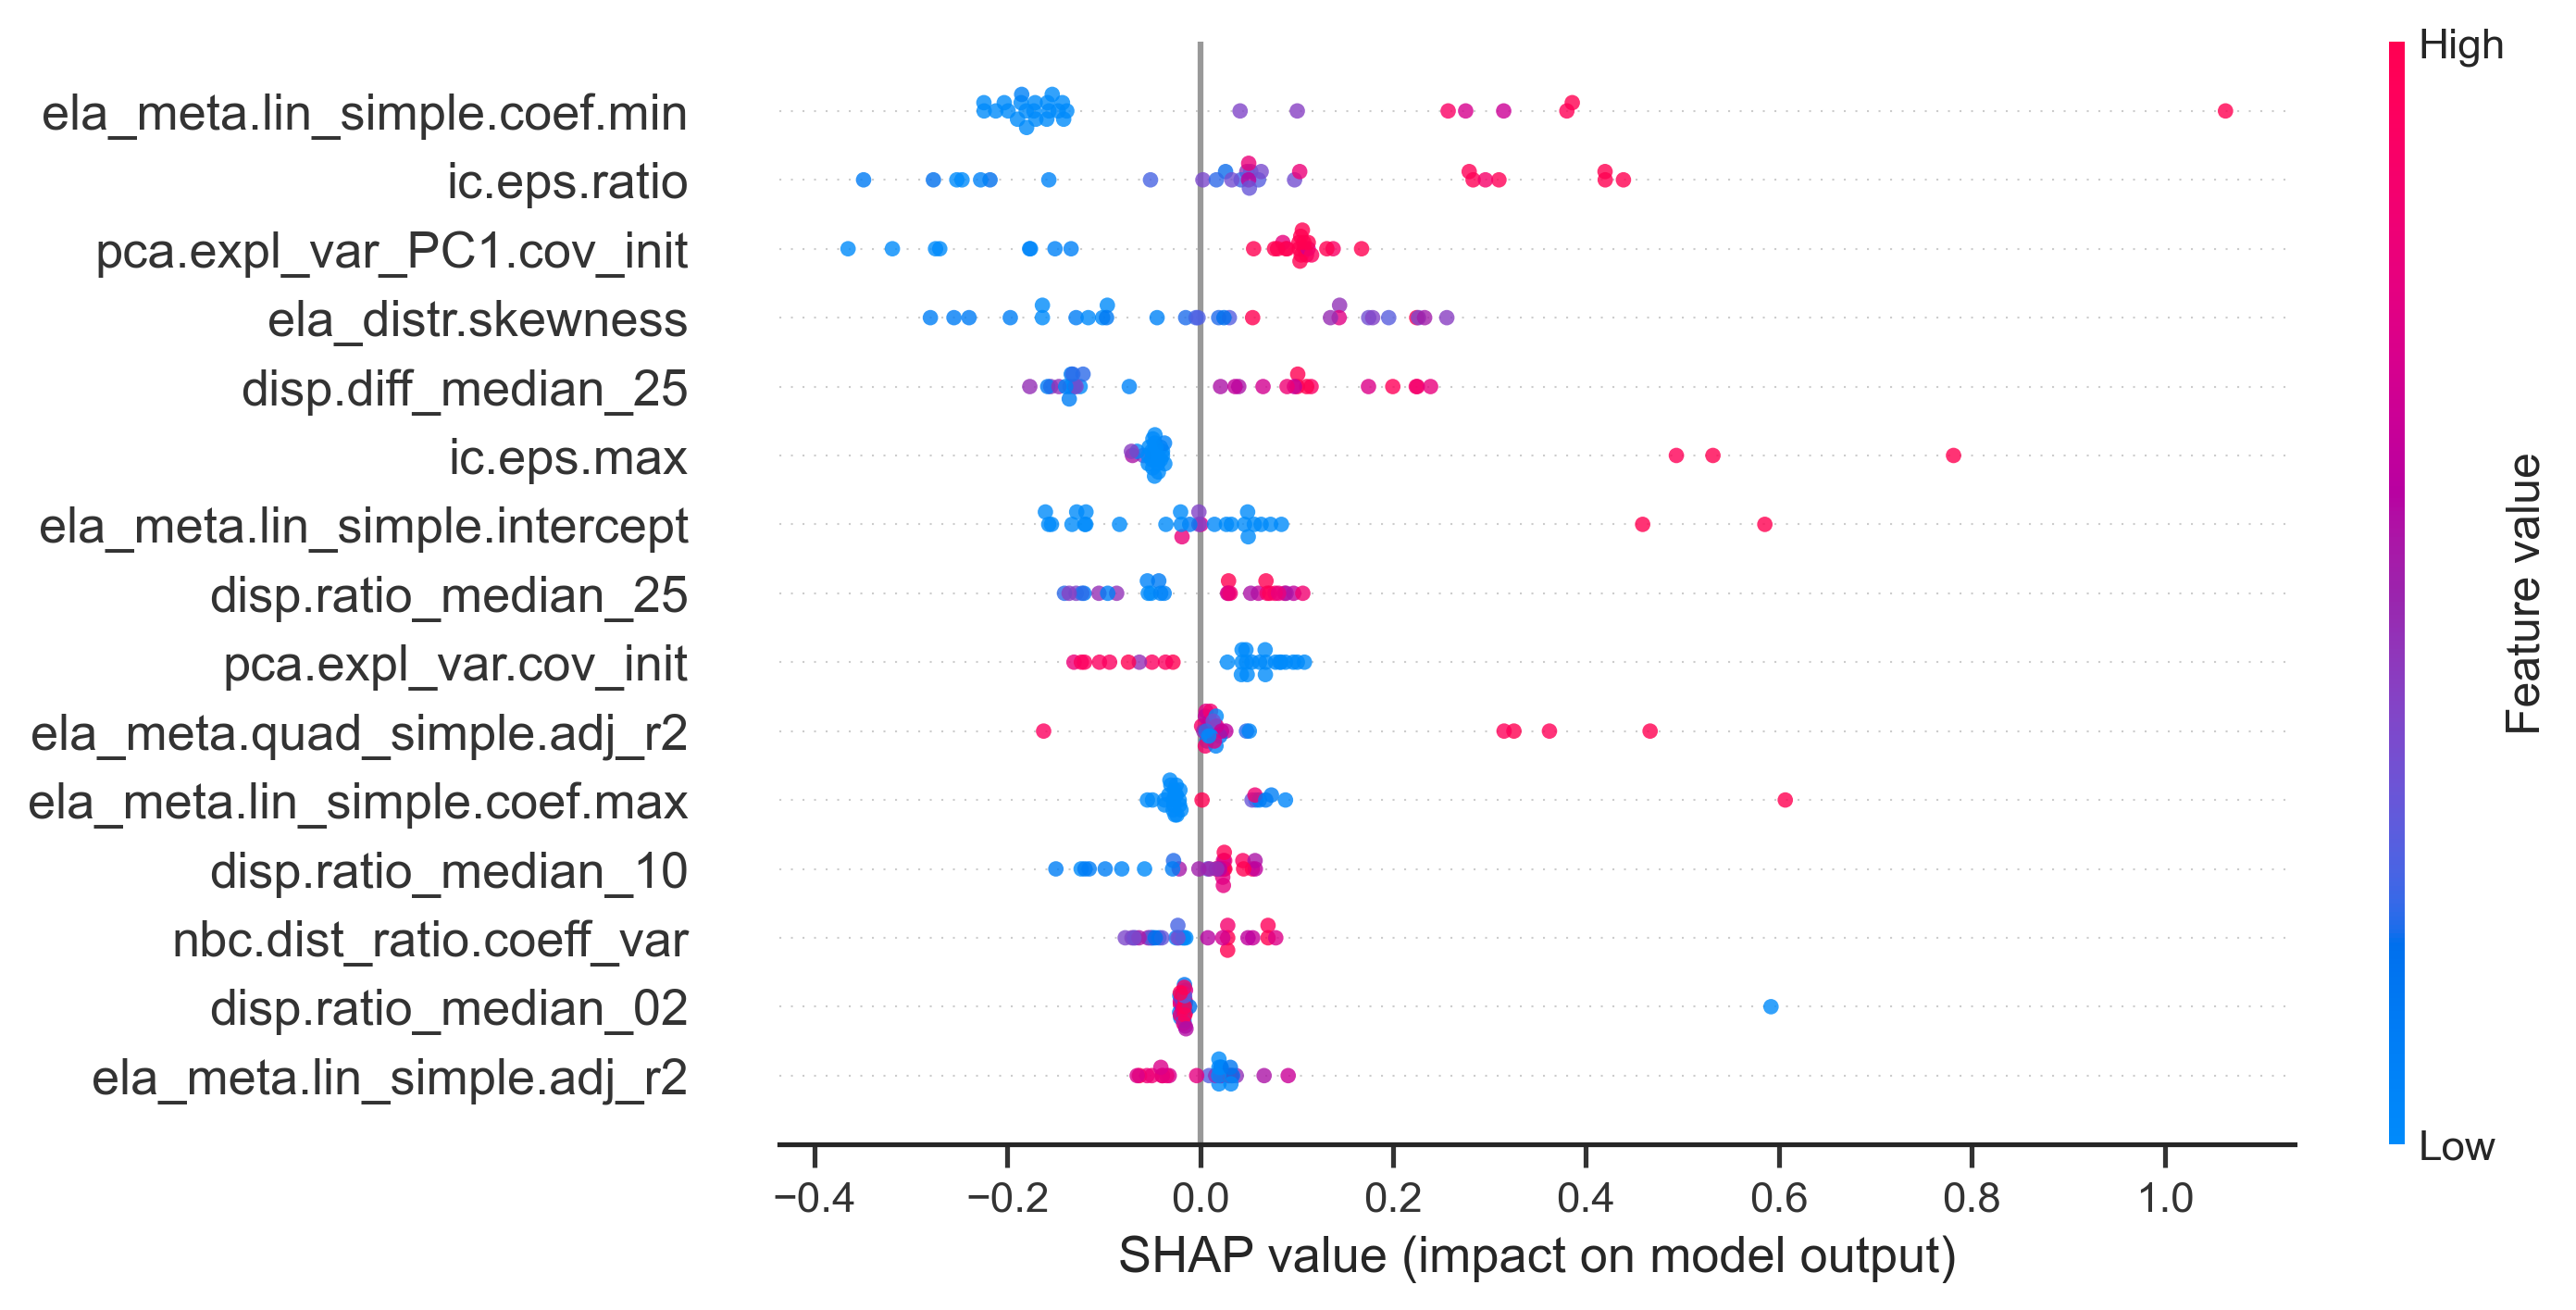 High
ela_meta.lin_simple.coef.min
ic.eps.ratio
pca.expl_var_PC1.cov_init
ela_distr.skewness
disp.diff_median_25
ic.eps.max
ela_meta.lin_simple.intercept
disp.ratio_median_25
pca.expl_var.cov_init
ela_meta.quad_simple.adj_r2
ela_meta.lin_simple.coef.max
disp.ratio_median_10
nbc.dist_ratio.coeff_var
disp.ratio_median_02
ela_meta.lin_simple.adj_r2
Feature value
Low
−0.4 −0.2 0.0 0.2 0.4 0.6 0.8 1.0
SHAP value (impact on model output)